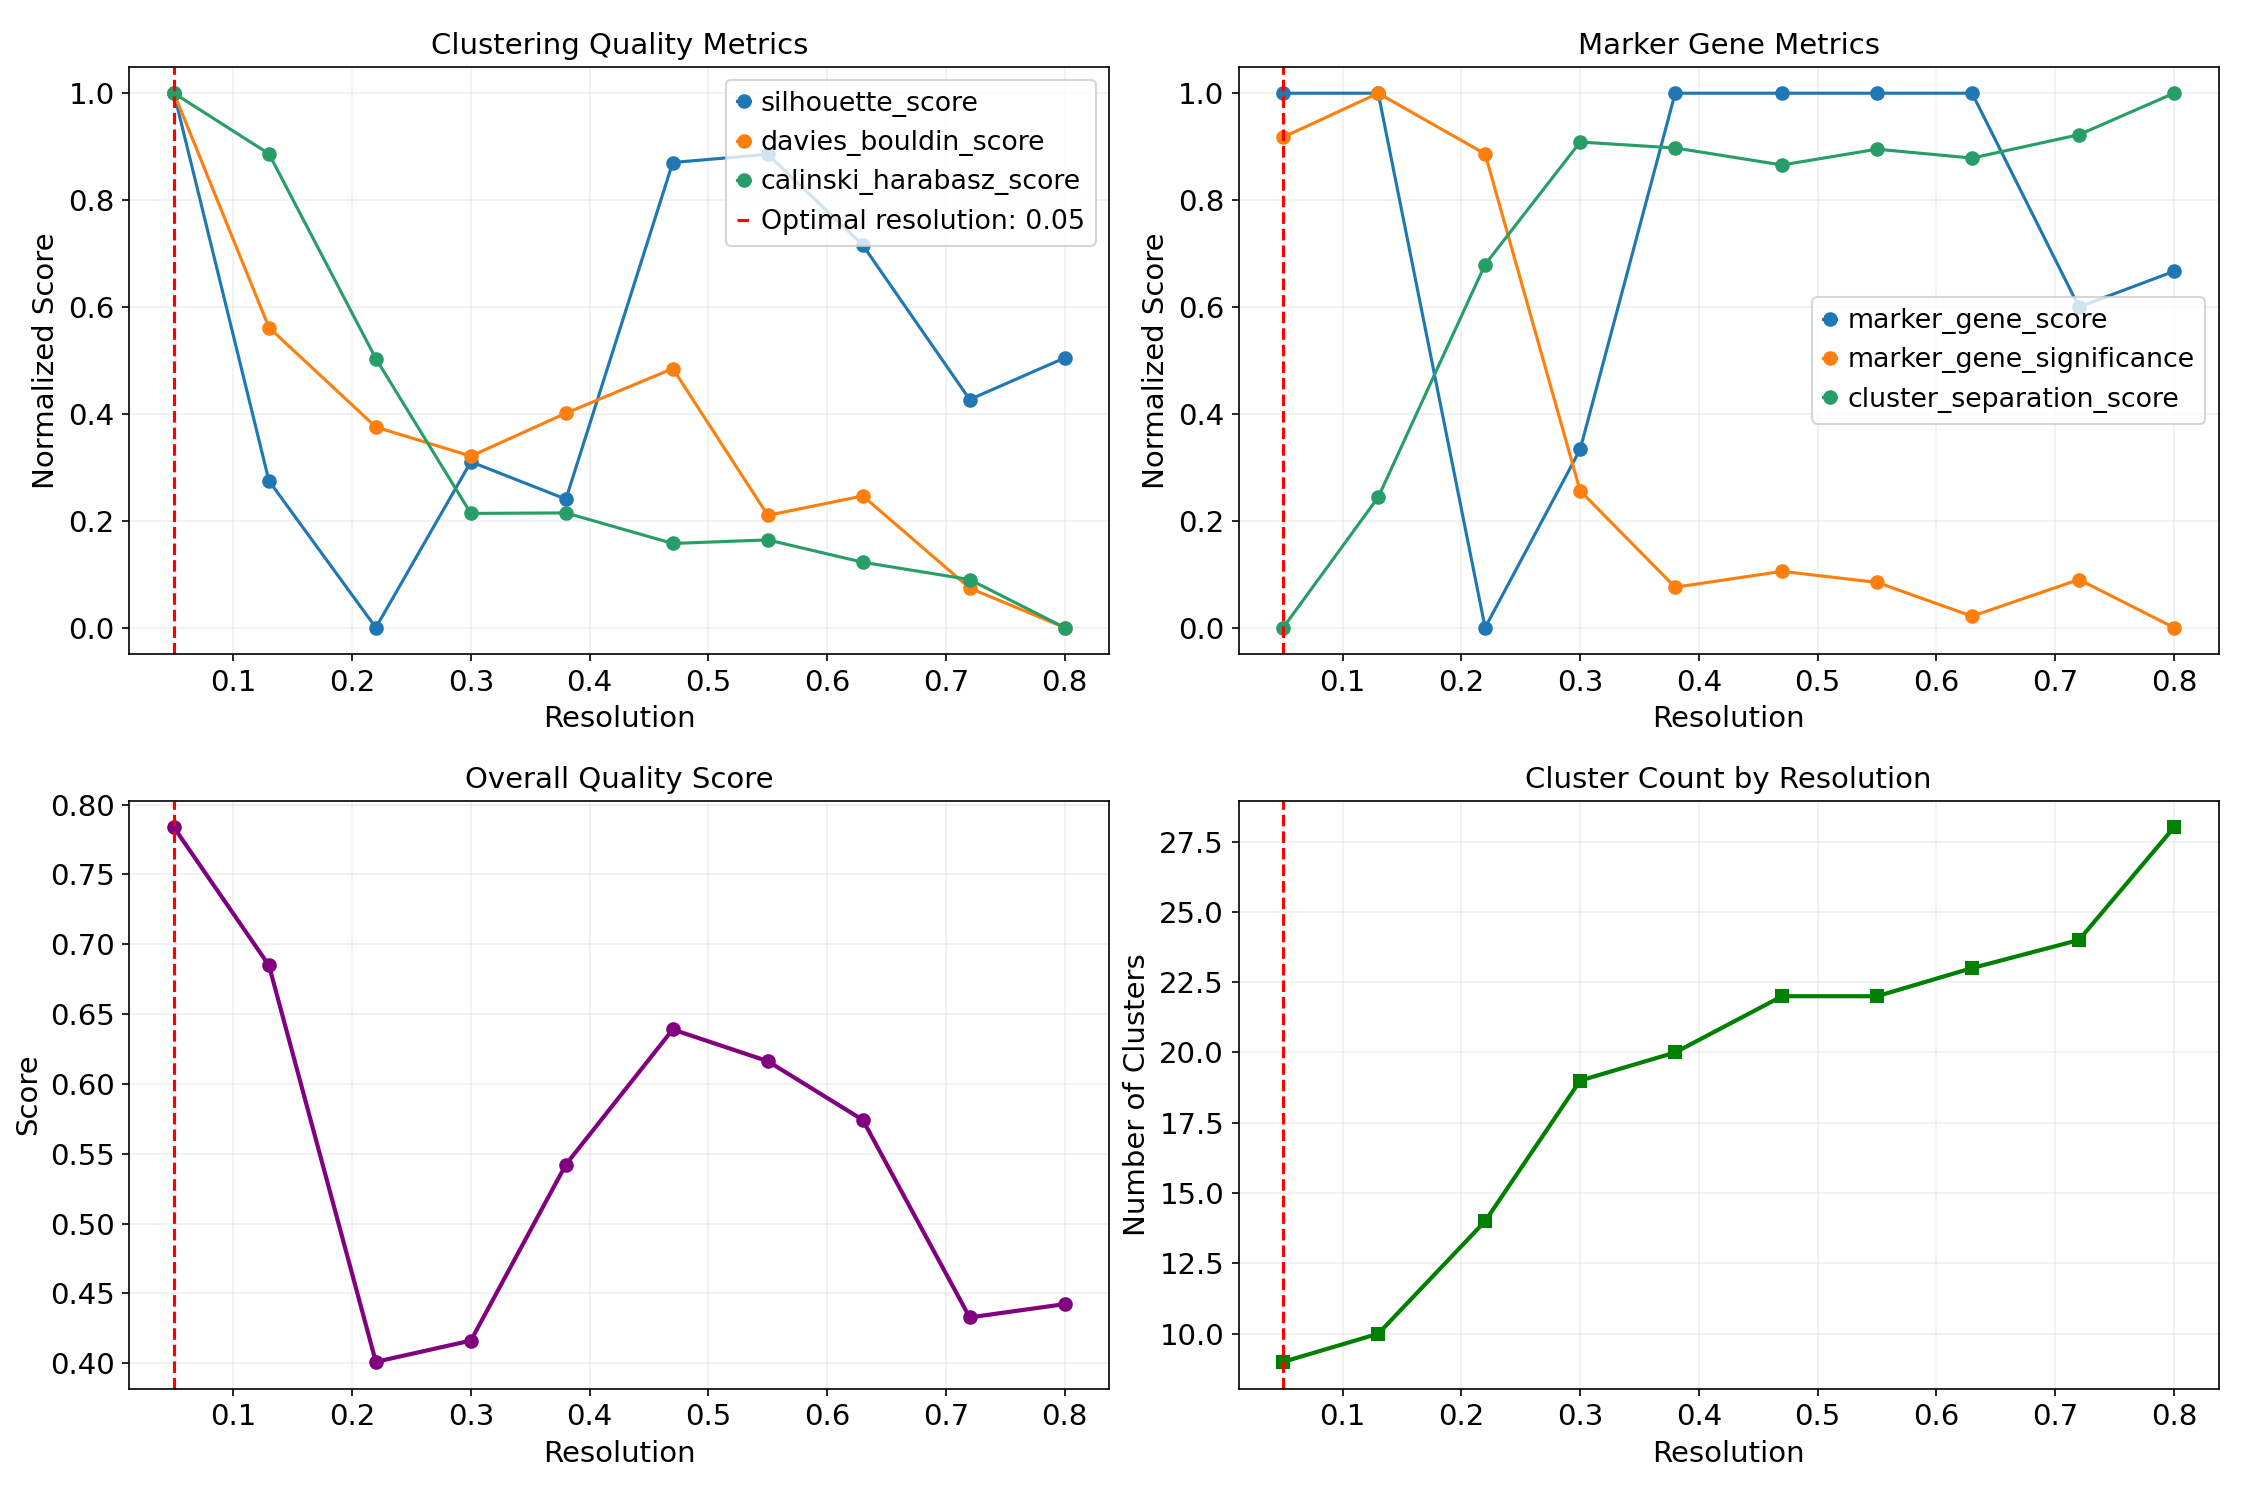 Clustering Quality Metrics
Normalized Score
1.0
0.8
0.6
0.4
0.2
0.0
silhouette_score
davies_bouldin_score
calinski_harabasz_score
Optimal resolution: 0.05
0.1 0.2 0.3 0.4 0.5 0.6 0.7 0.8
Resolution
Marker Gene Metrics
Normalized Score
1.0
0.8
0.6
0.4
0.2
0.0
marker_gene_score
marker_gene_significance
cluster_separation_score
0.1 0.2 0.3 0.4 0.5 0.6 0.7 0.8
Resolution
Overall Quality Score
Score
0.80
0.75
0.70
0.65
0.60
0.55
0.50
0.45
0.40
0.1 0.2 0.3 0.4 0.5 0.6 0.7 0.8
Resolution
Cluster Count by Resolution
Number of Clusters
27.5
25.0
22.5
20.0
17.5
15.0
12.5
10.0
0.1 0.2 0.3 0.4 0.5 0.6 0.7 0.8
Resolution